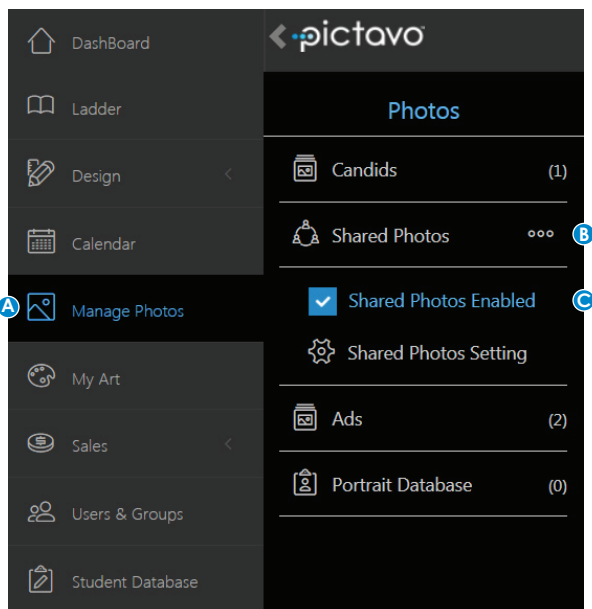 DashBoard
Ladder
Design
Calendar
A
Manage Photos
My Art
Sales
Users & Groups
Student Database
pictavo
Photos
Candids (1)
Shared Photos B
Shared Photos Enabled C
Shared Photos Setting
Ads (2)
Portrait Database (0)